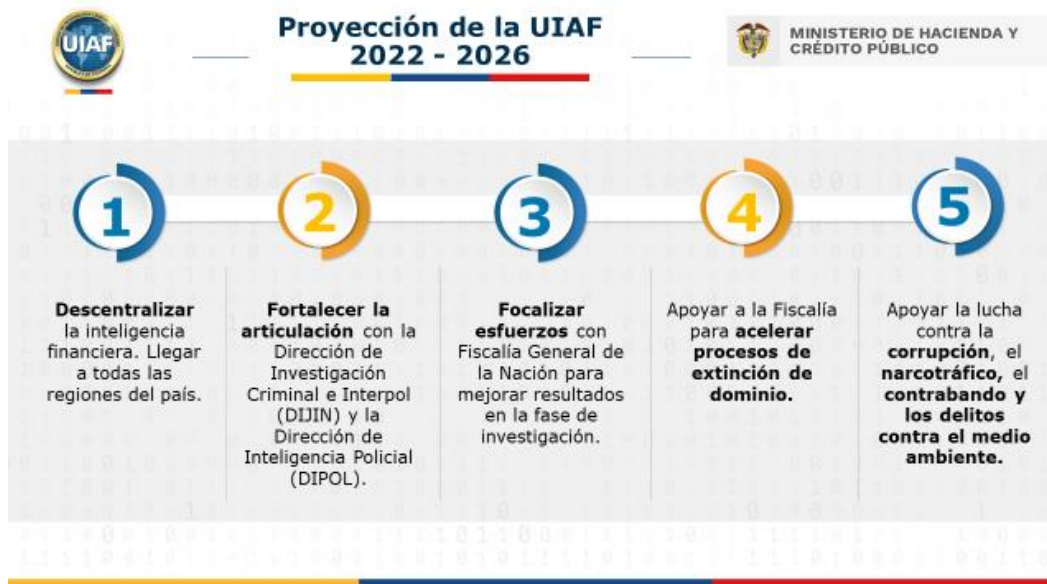 UIAF
Proyección de la UIAF
2022 - 2026
MINISTERIO DE HACIENDA Y
CRÉDITO PÚBLICO
1
Descentralizar
la inteligencia
financiera. Llegar
a todas las
regiones del país.
2
Fortalecer la
articulación con la
Dirección de
Investigación
Criminal e Interpol
(DIJIN) y la
Dirección de
Inteligencia Policial
(DIPOL).
3
Focalizar
esfuerzos con
Fiscalía General de
la Nación para
mejorar resultados
en la fase de
investigación.
4
Apoyar a la Fiscalía
para acelerar
procesos de
extinción de
dominio.
5
Apoyar la lucha
contra la
corrupción, el
narcotráfico, el
contrabando y
los delitos
contra el medio
ambiente.